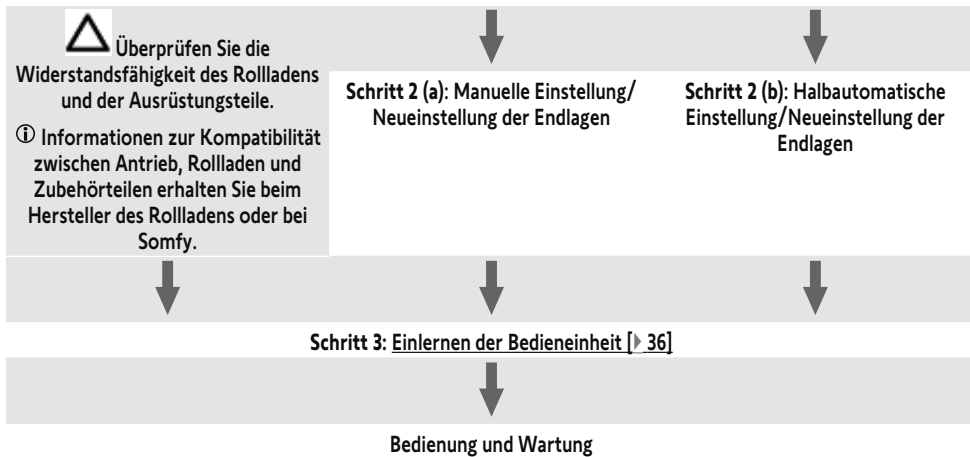 Überprüfen Sie die
Widerstandsfähigkeit des Rollladens
und der Ausrüstungsteile.
ⓘ Informationen zur Kompatibilität
zwischen Antrieb, Rollladen und
Zubehörteilen erhalten Sie beim
Hersteller des Rollladens oder bei
Somfy.
Schritt 2 (a): Manuelle Einstellung/
Neueinstellung der Endlagen
Schritt 2 (b): Halbautomatische
Einstellung/Neueinstellung der
Endlagen
Schritt 3: Einlernen der Bedieneinheit [▶ 36]
Bedienung und Wartung